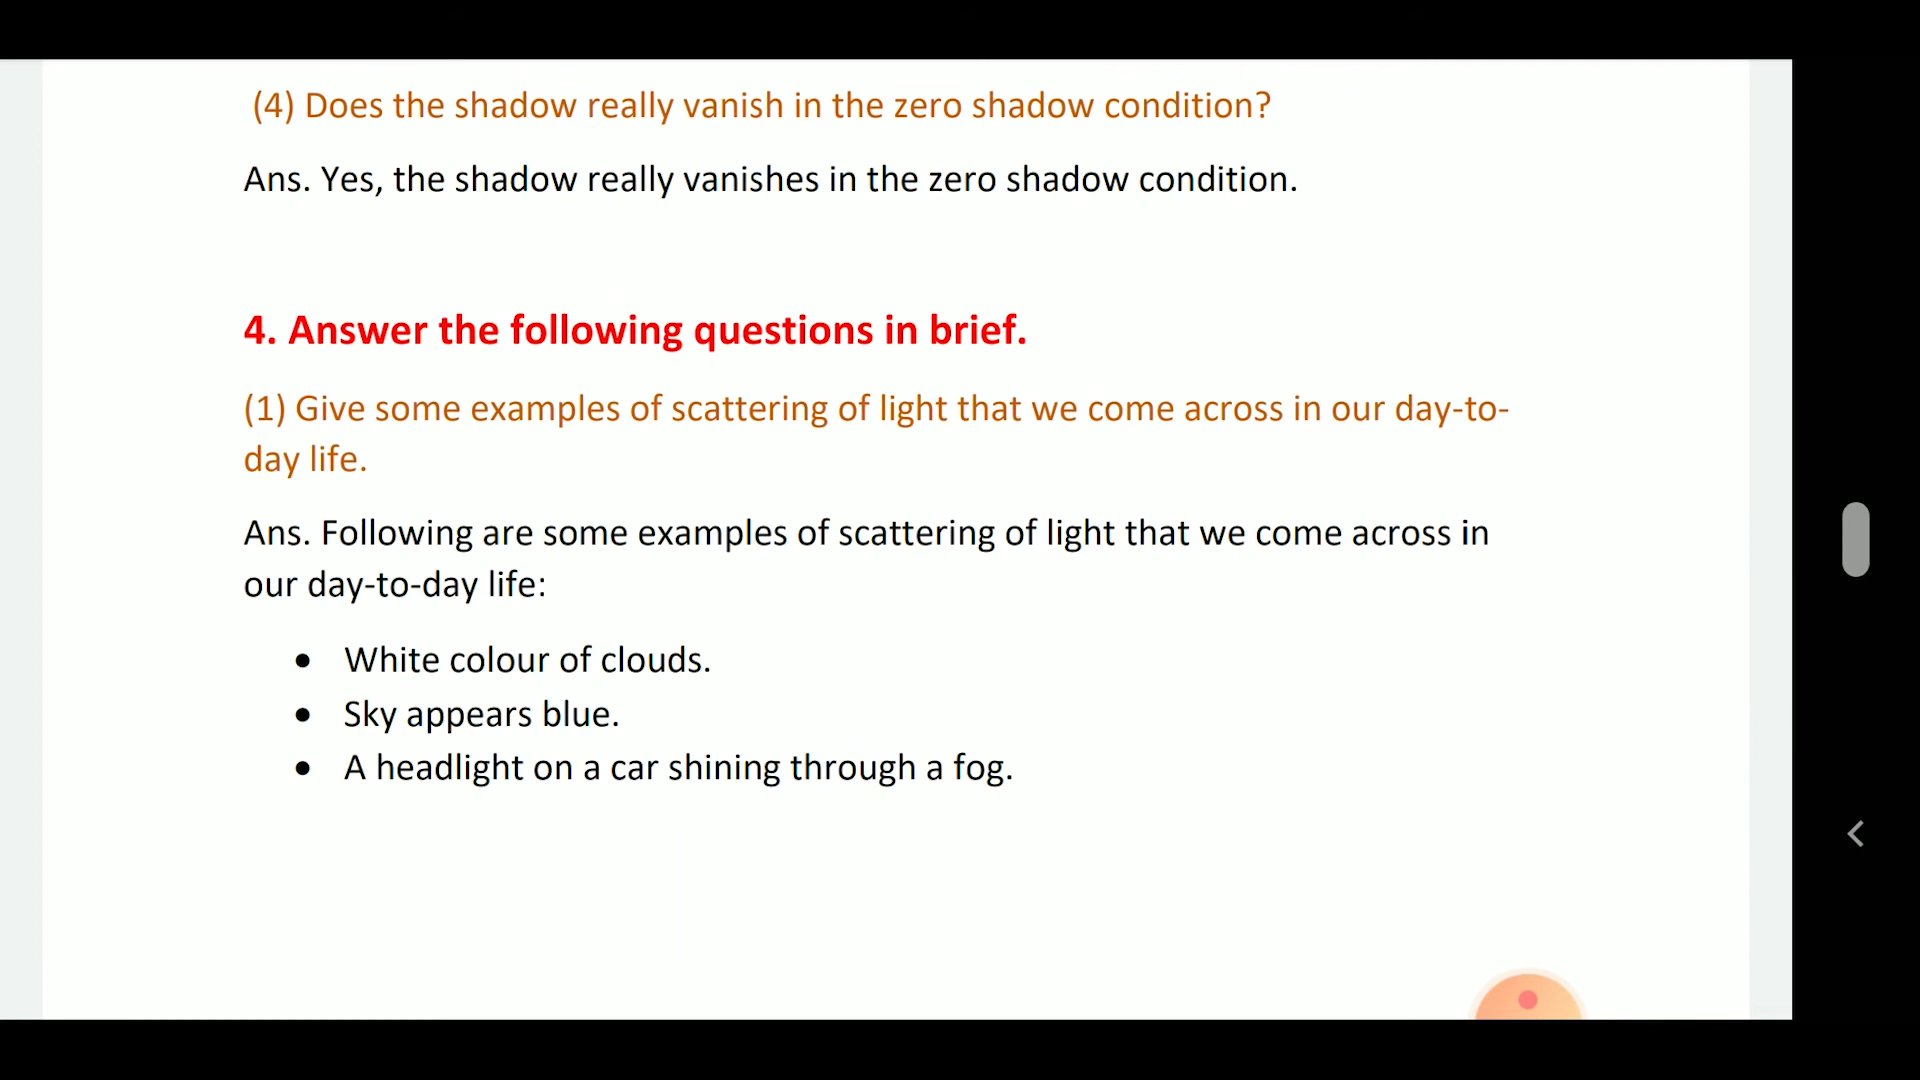 (4) Does the shadow really vanish in the zero shadow condition?
Ans. Yes, the shadow really vanishes in the zero shadow condition.
4. Answer the following questions in brief.
(1) Give some examples of scattering of light that we come across in our day-to-
day life.
Ans. Following are some examples of scattering of light that we come across in
our day-to-day life:
• White colour of clouds.
• Sky appears blue.
• A headlight on a car shining through a fog.